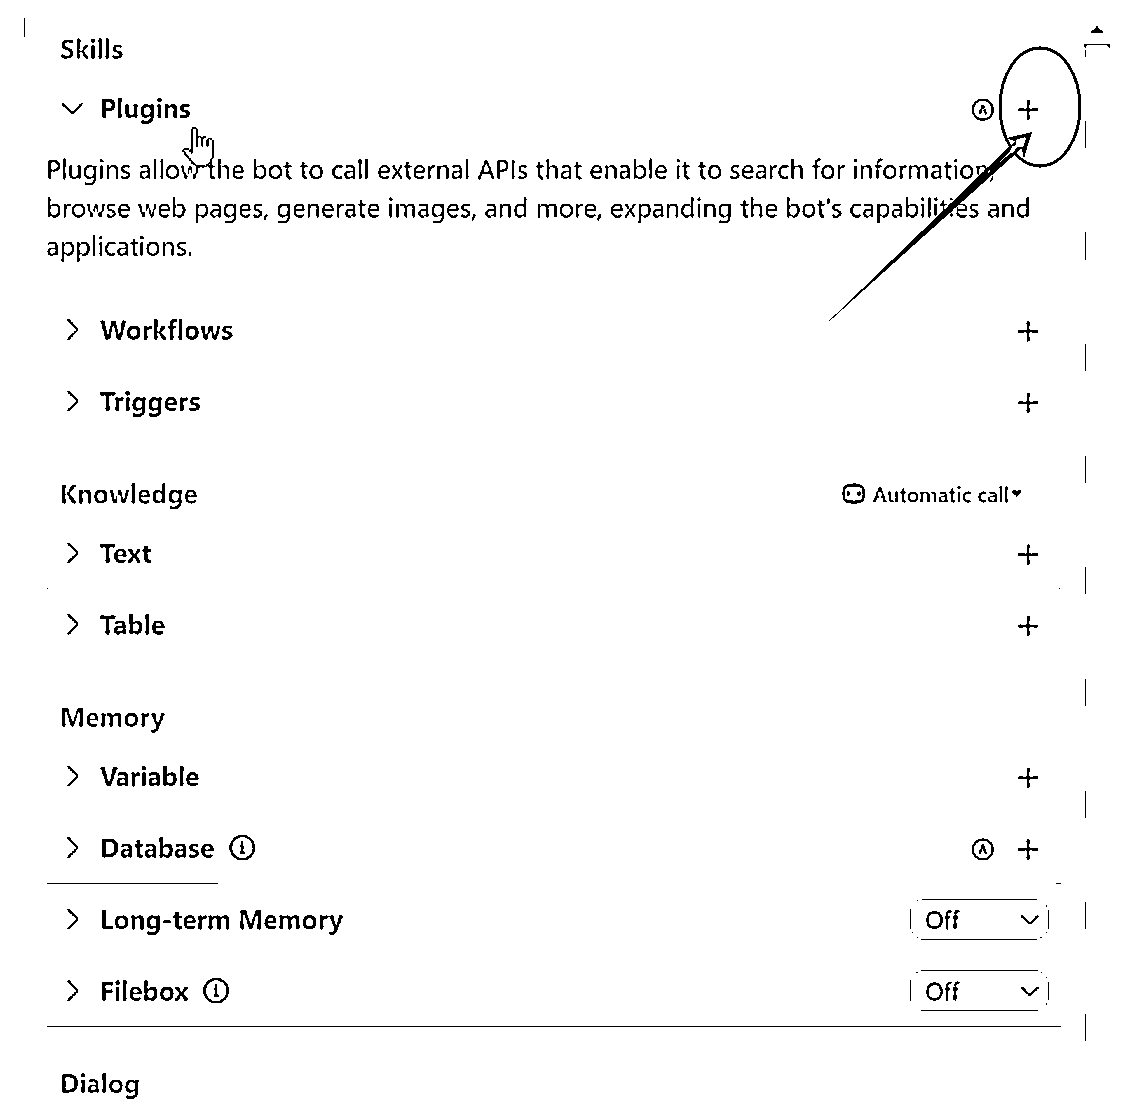 Skills
Plugins
Plugins allow the bot to call external APIs that enable it to search for information,
browse web pages, generate images, and more, expanding the bot's capabilities and
applications.
Workflows
Triggers
Knowledge Automatic call
Text
Table
Memory
Variable
Database
Long-term Memory Off
Filebox Off
Dialog